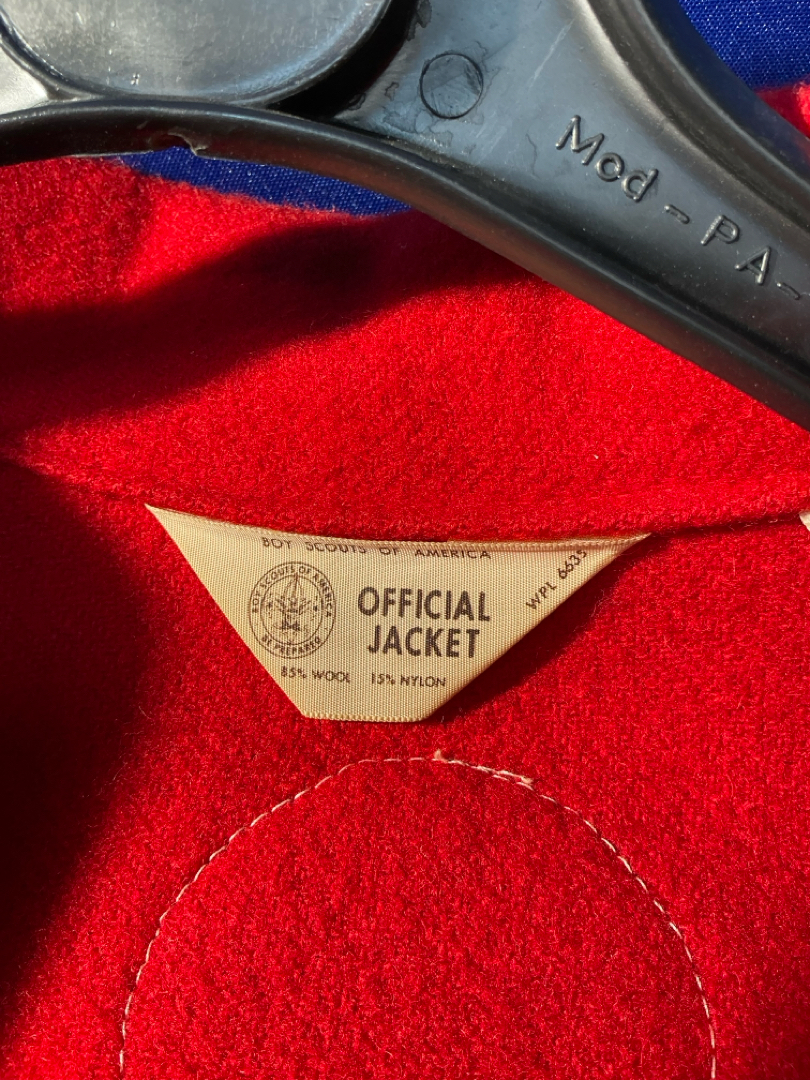 Mod-PA-
BOY SCOUTS OF AMERICA
WPL 6635
BOY SCOUTS OF AMERICA
BE PREPARED
OFFICIAL
JACKET
85% WOOL 15% NYLON